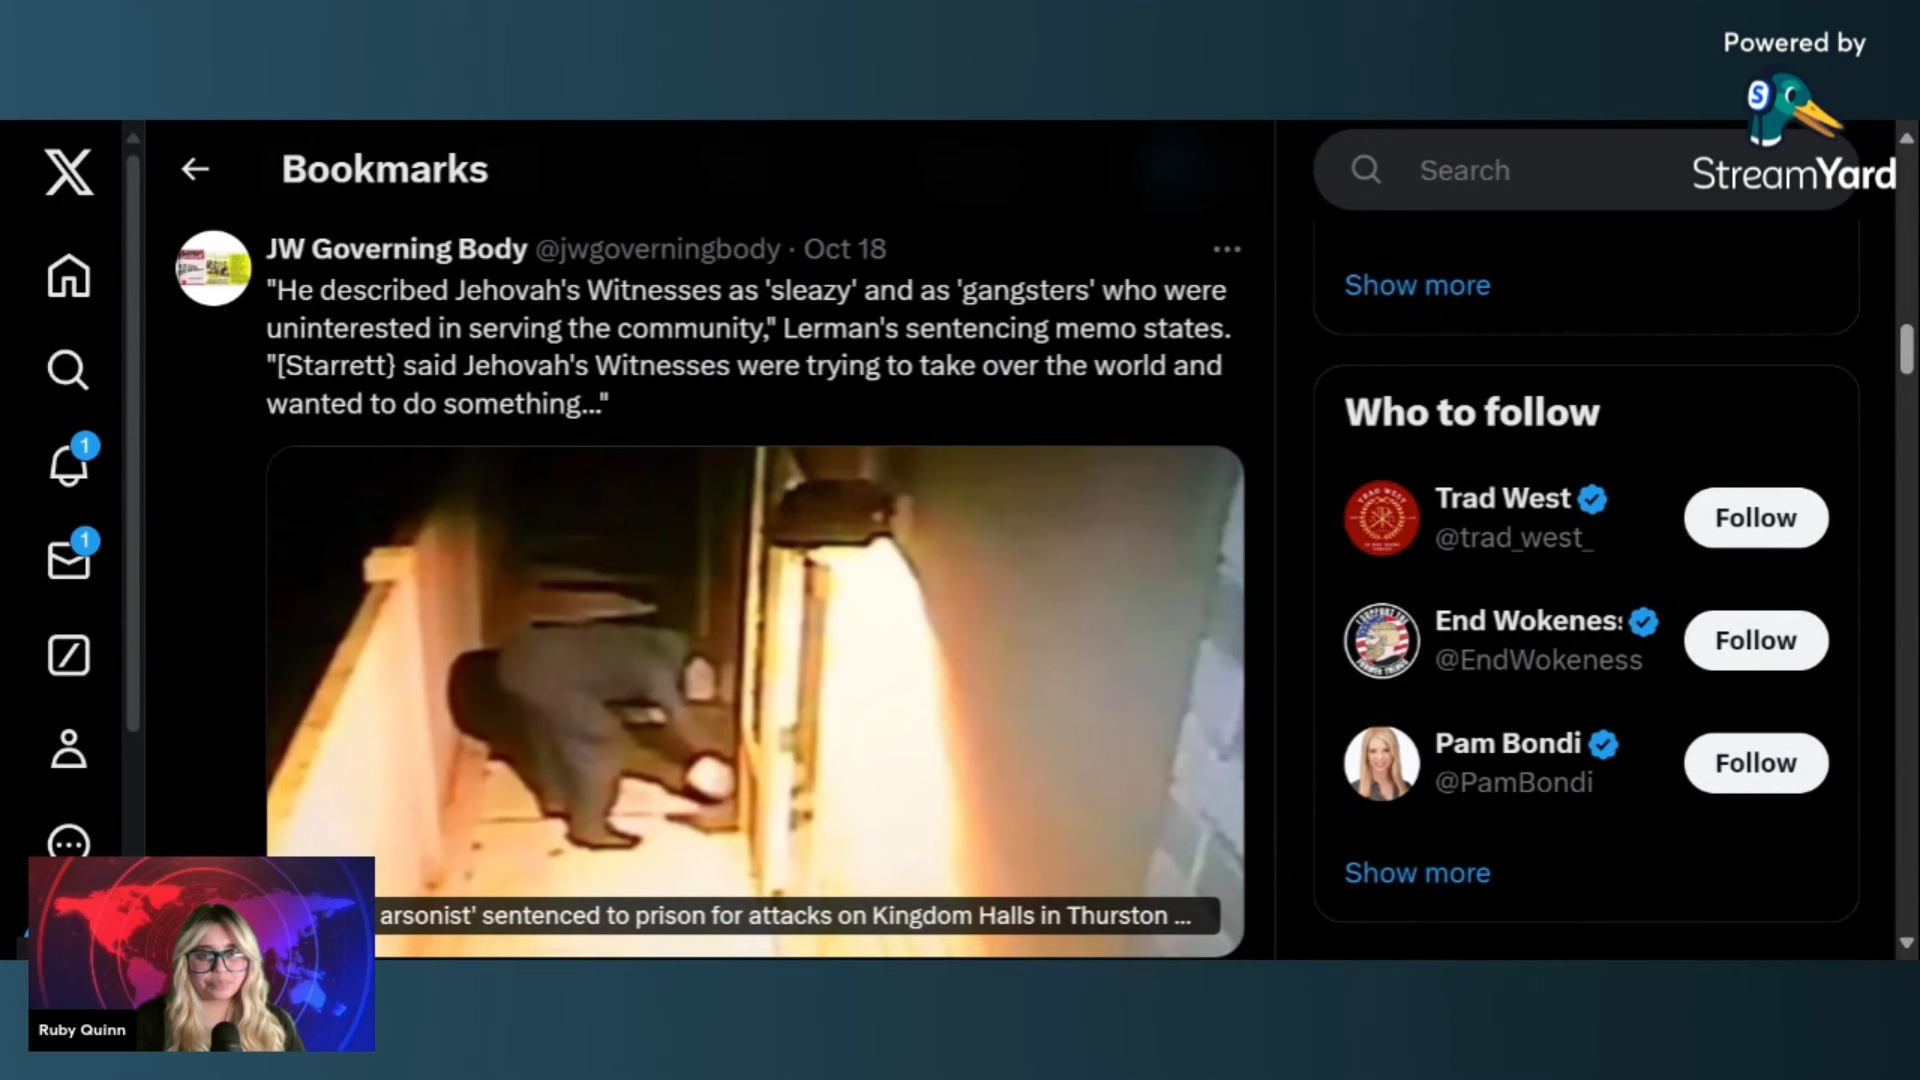 Powered by
StreamYard
Bookmarks
Search
JW Governing Body @jwgoverningbody · Oct 18
"He described Jehovah's Witnesses as 'sleazy' and as 'gangsters' who were
uninterested in serving the community," Lerman's sentencing memo states.
"[Starrett} said Jehovah's Witnesses were trying to take over the world and
wanted to do something..."
arsonist' sentenced to prison for attacks on Kingdom Halls in Thurston ...
1
1
Show more
Who to follow
Trad West
@trad_west_
Follow
End Wokenes
@EndWokeness
Follow
Pam Bondi
@PamBondi
Follow
Show more
Ruby Quinn